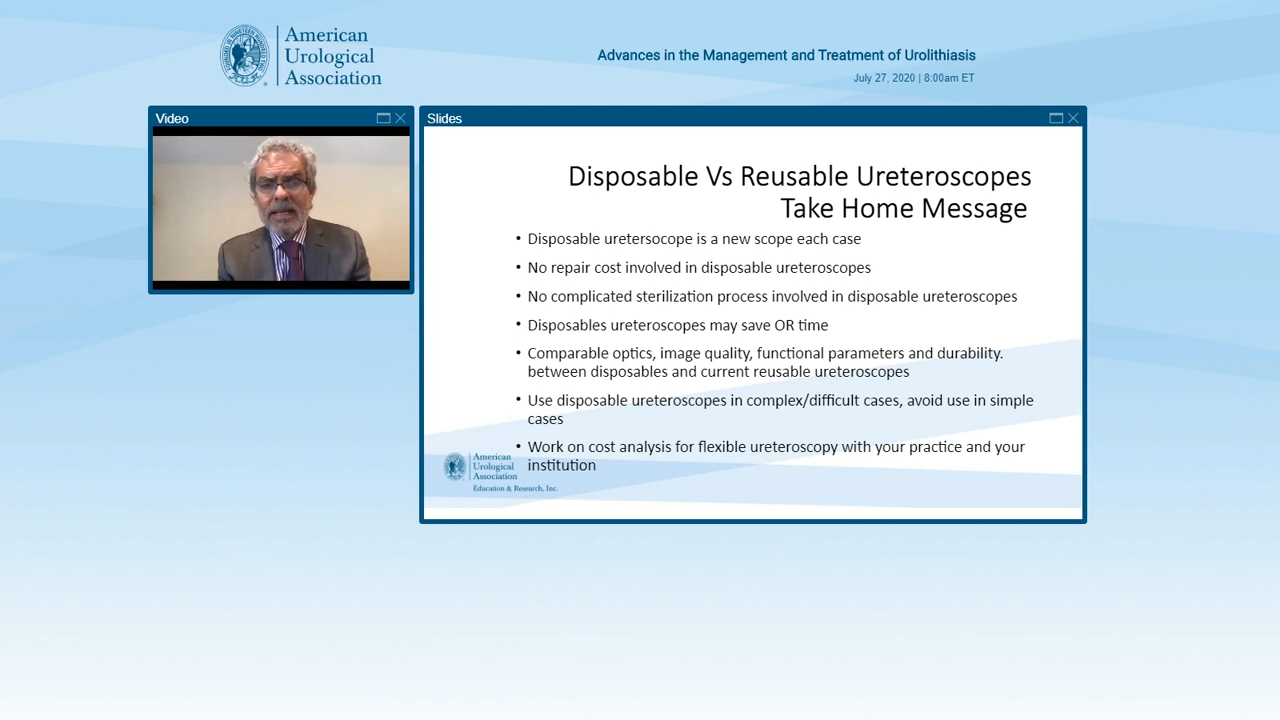 American
Urological
Association
Advances in the Management and Treatment of Urolithiasis
July 27, 2020 | 8:00am ET
Video
Slides
Disposable Vs Reusable Ureteroscopes
Take Home Message
• Disposable uretersocope is a new scope each case
• No repair cost involved in disposable ureteroscopes
• No complicated sterilization process involved in disposable ureteroscopes
• Disposables ureteroscopes may save OR time
• Comparable optics, image quality, functional parameters and durability.
between disposables and current reusable ureteroscopes
• Use disposable ureteroscopes in complex/difficult cases, avoid use in simple
cases
• Work on cost analysis for flexible ureteroscopy with your practice and your
institution
American
Urological
Association
Education & Research, Inc.